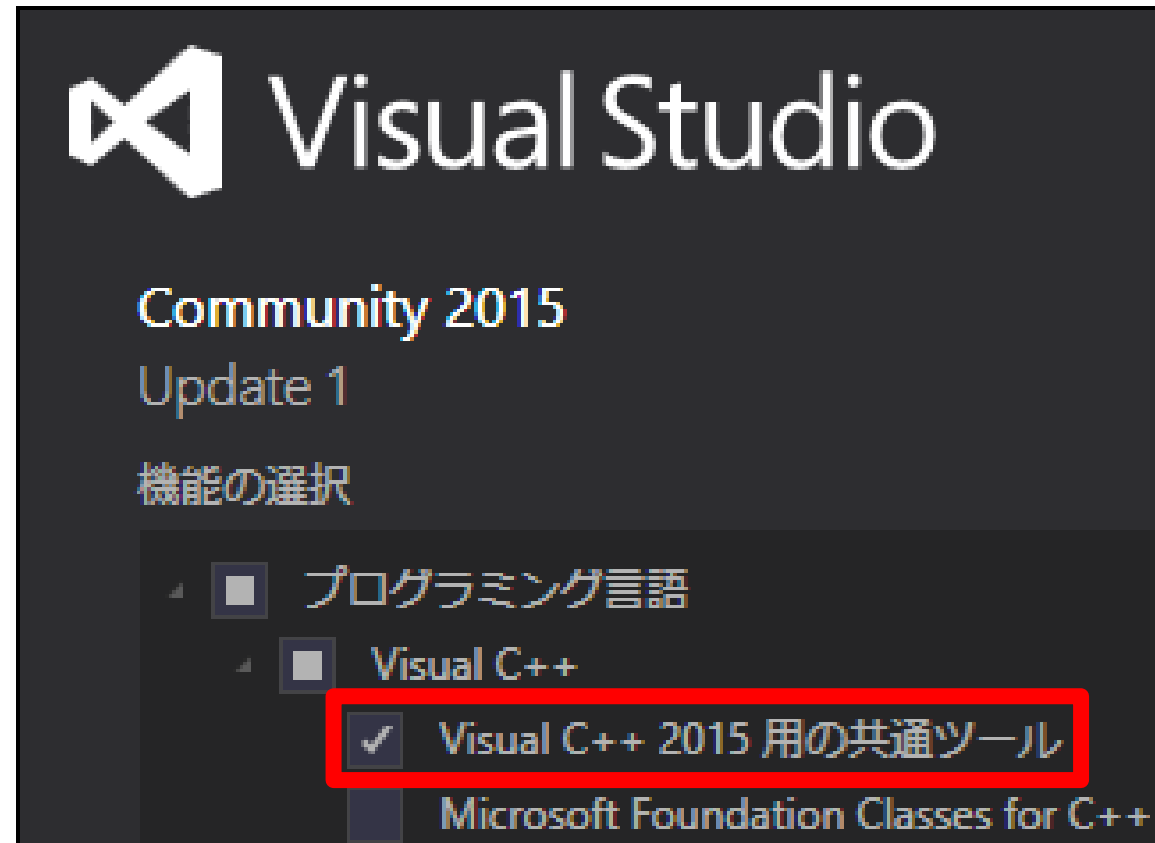 Visual Studio
Community 2015
Update 1
機能の選択
プログラミング言語
Visual C++
Visual C++ 2015 用の共通ツール
Microsoft Foundation Classes for C++